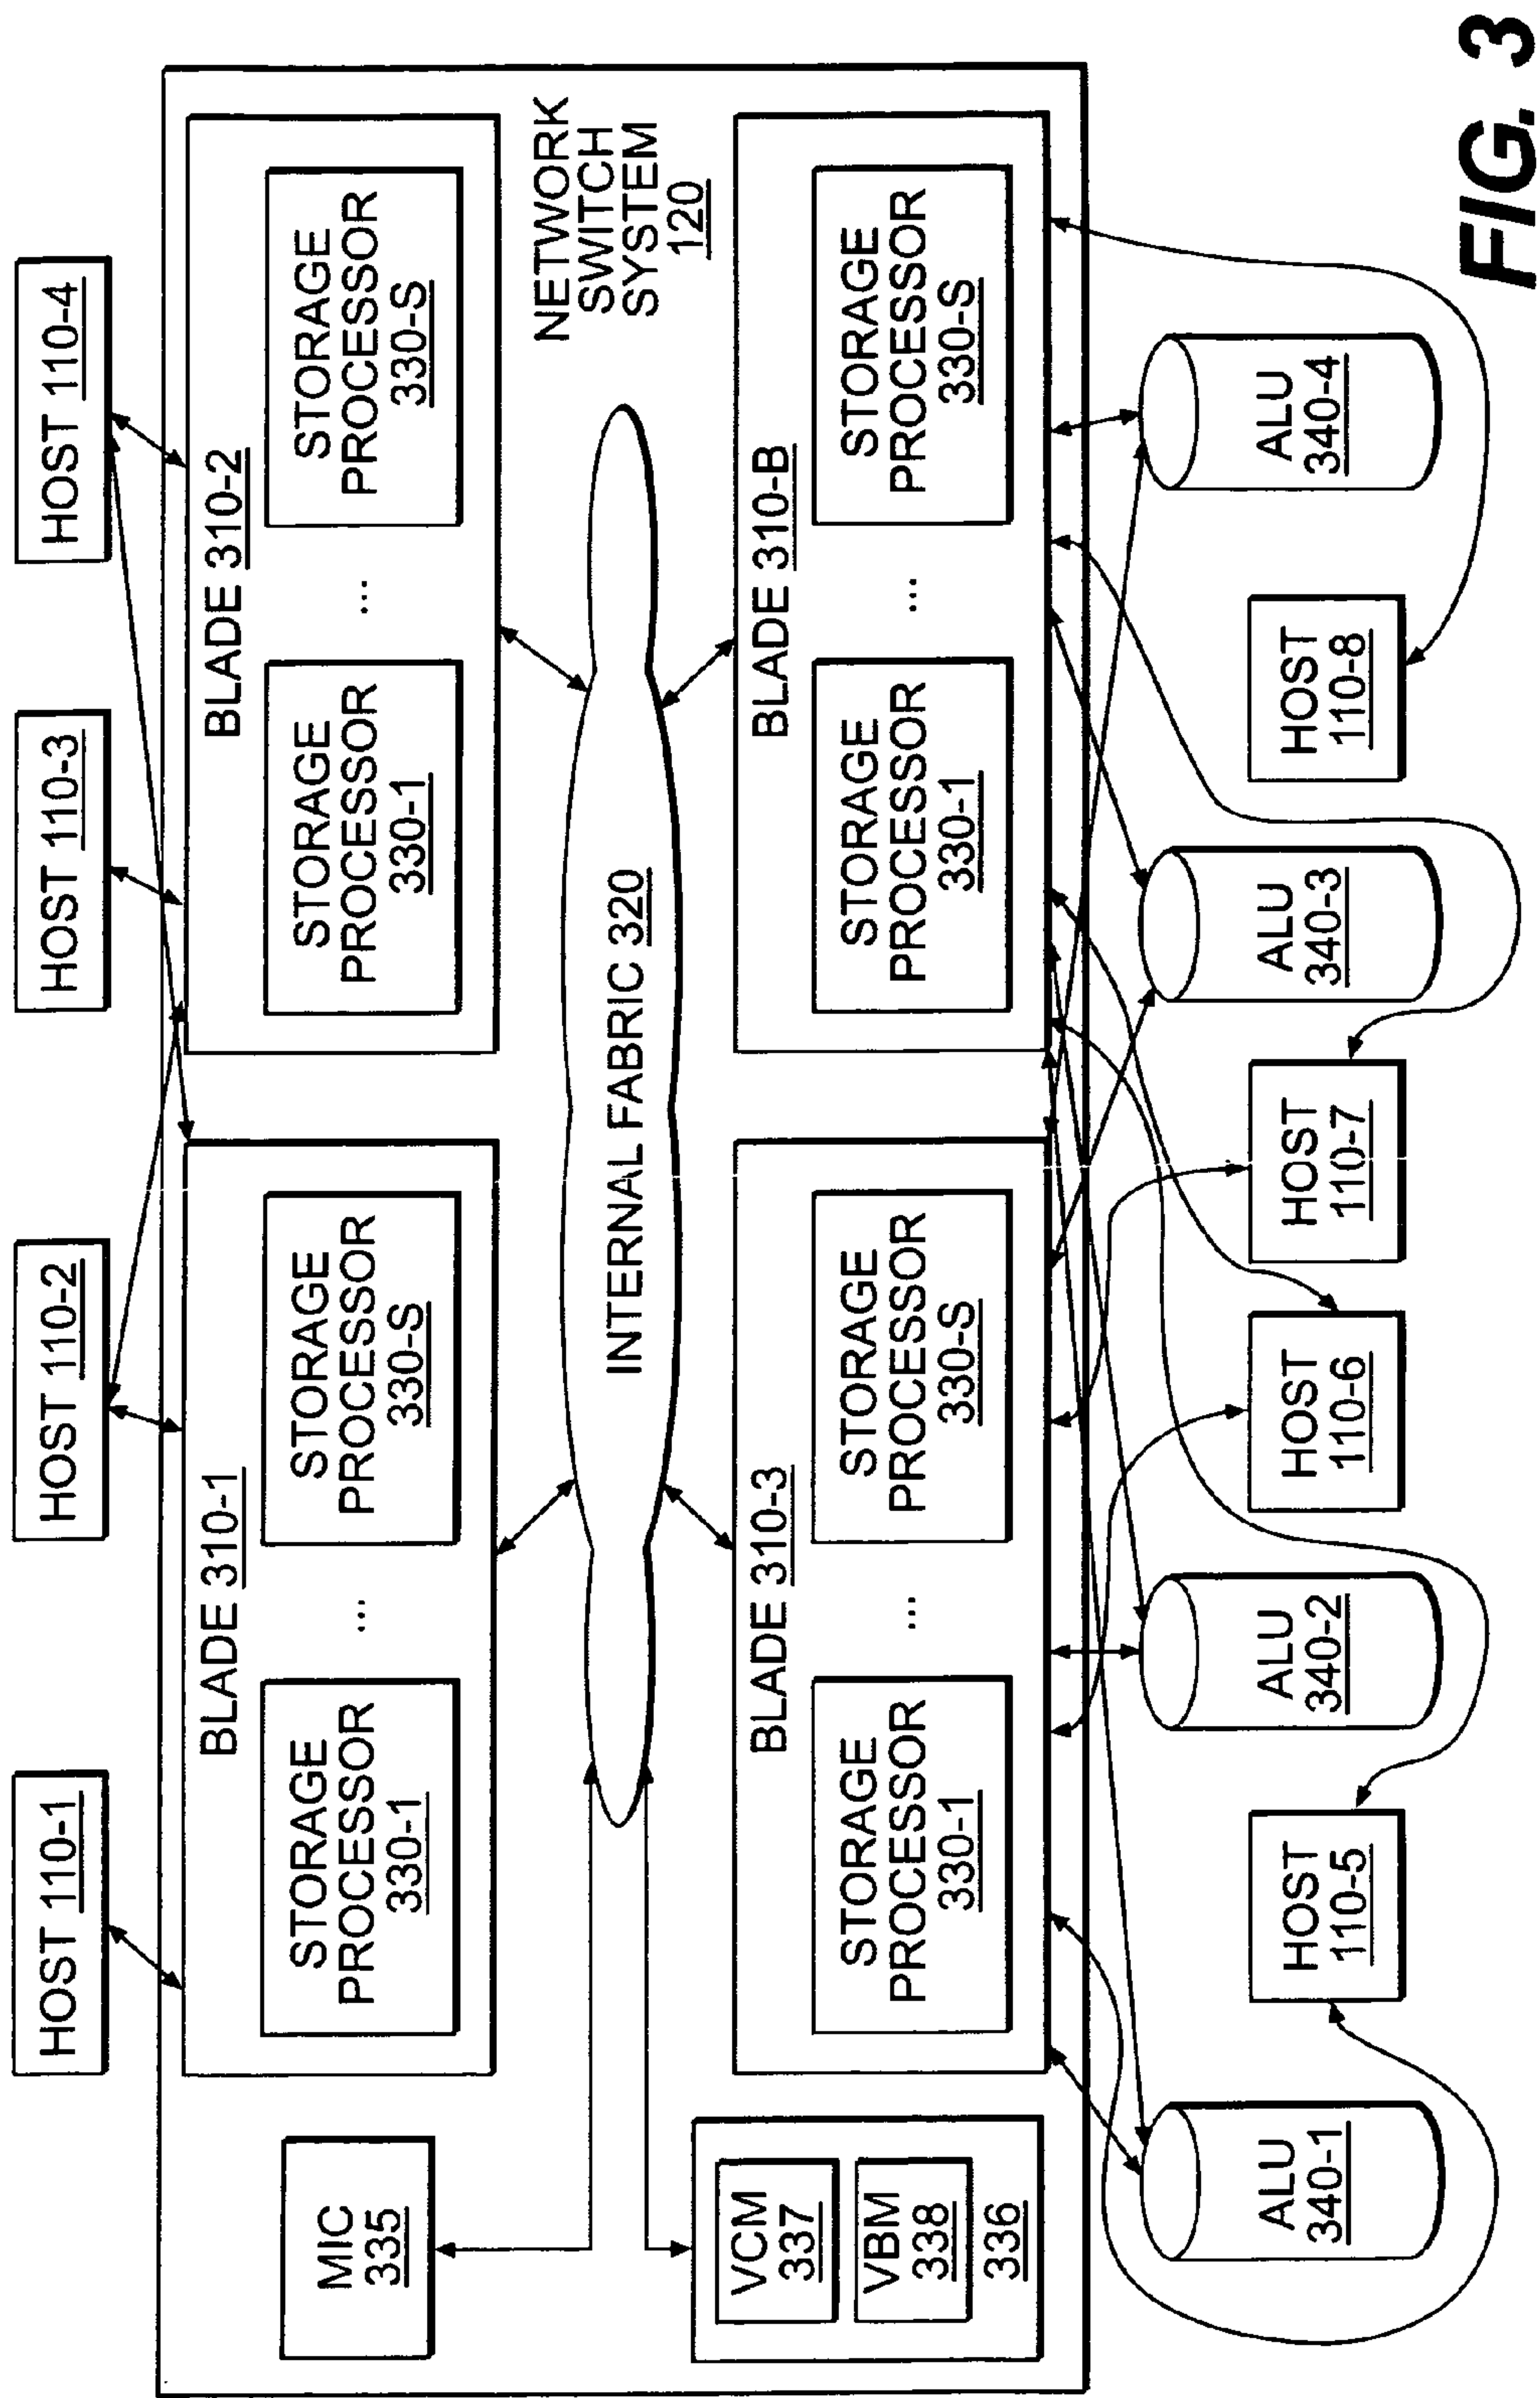 HOST 110-1
HOST 110-2
HOST 110-3
HOST 110-4
MIC
335
BLADE 310-1
STORAGE
PROCESSOR
330-1
...
STORAGE
PROCESSOR
330-S
BLADE 310-2
STORAGE
PROCESSOR
330-1
...
STORAGE
PROCESSOR
330-S
INTERNAL FABRIC 320
NETWORK
SWITCH
SYSTEM
120
VCM
337
VBM
338
336
BLADE 310-3
STORAGE
PROCESSOR
330-1
...
STORAGE
PROCESSOR
330-S
BLADE 310-B
STORAGE
PROCESSOR
330-1
...
STORAGE
PROCESSOR
330-S
ALU
340-1
HOST
110-5
ALU
340-2
HOST
110-6
HOST
110-7
ALU
340-3
HOST
110-8
ALU
340-4
FIG. 3